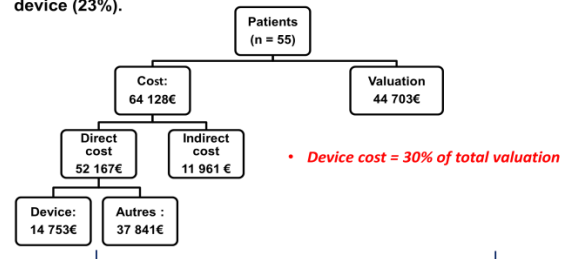 device (23%).
Patients
(n = 55)
Cost:
64 128€
Valuation
44 703€
Direct
cost
52 167€
Indirect
cost
11 961 €
• Device cost = 30% of total valuation
Device:
14 753€
Autres :
37 841€